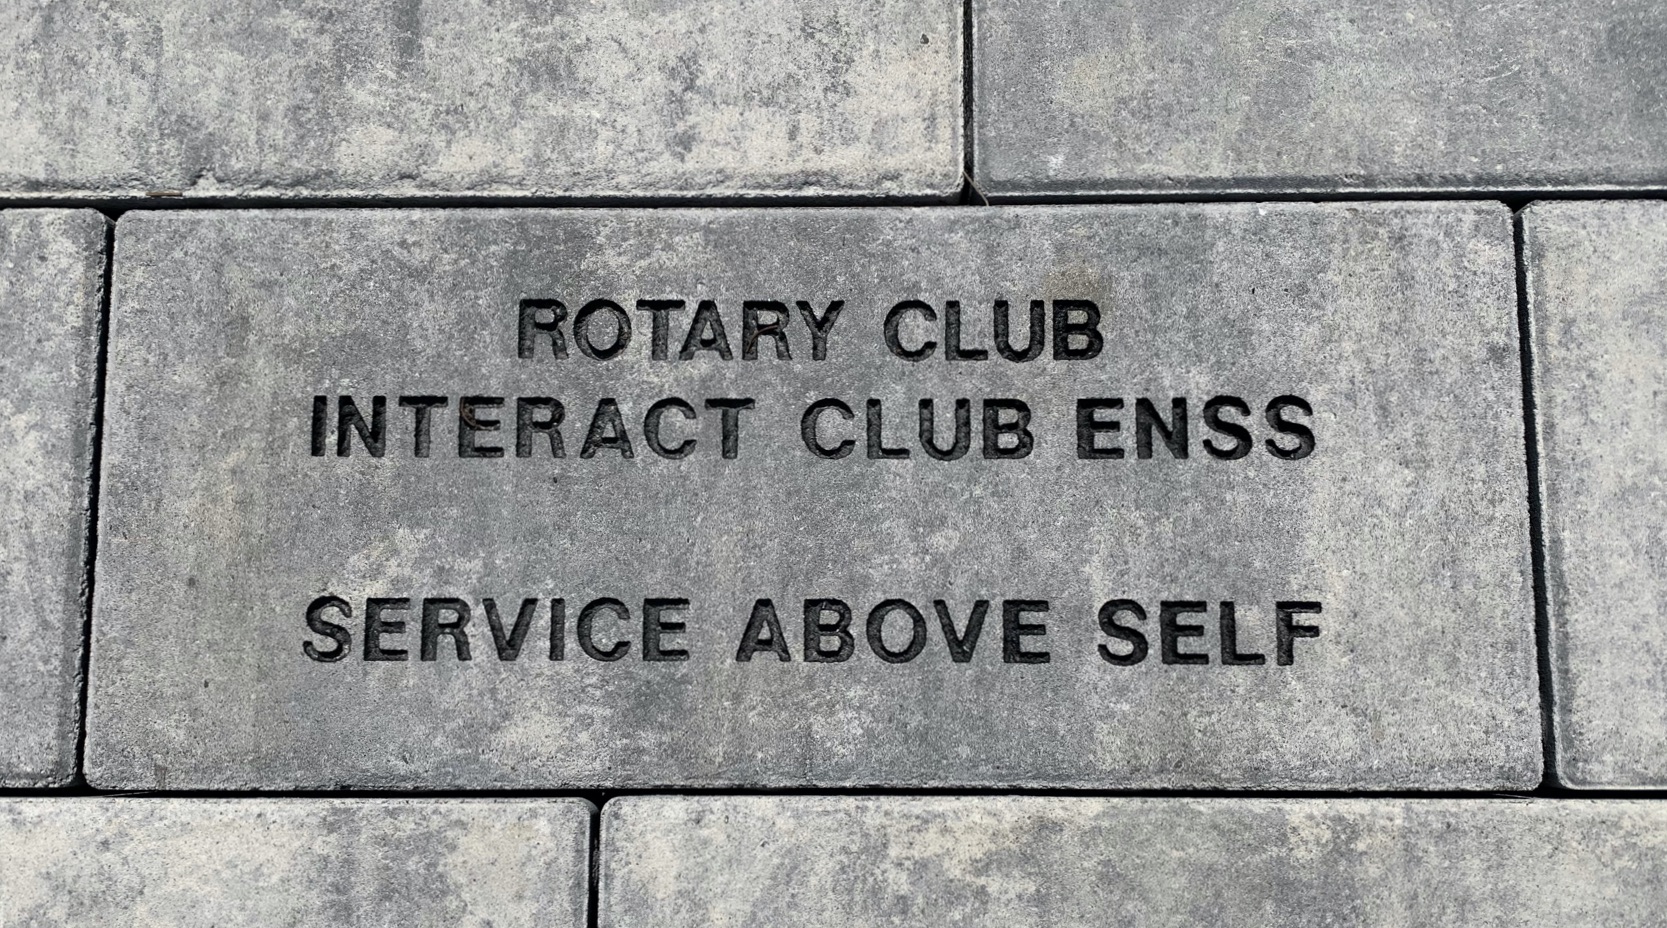 ROTARY CLUB
INTERACT CLUB ENSS
SERVICE ABOVE SELF